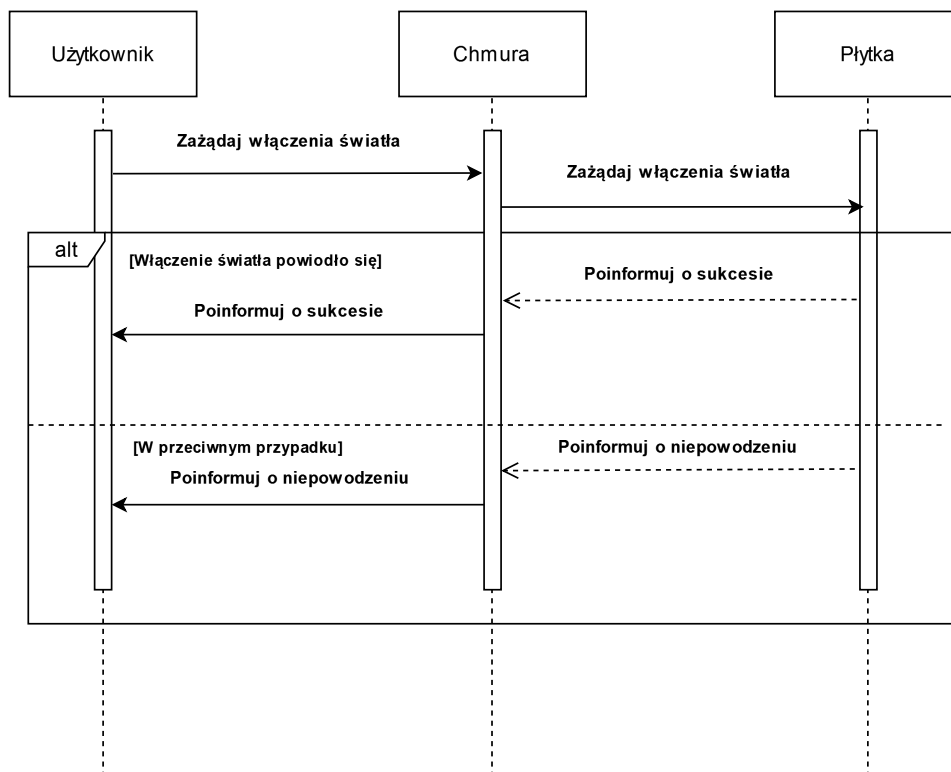 Użytkownik
Chmura
Płytka
Zażądaj włączenia światła
Zażądaj włączenia światła
alt
[Włączenie światła powiodło się]
Poinformuj o sukcesie
Poinformuj o sukcesie
[W przeciwnym przypadku]
Poinformuj o niepowodzeniu
Poinformuj o niepowodzeniu